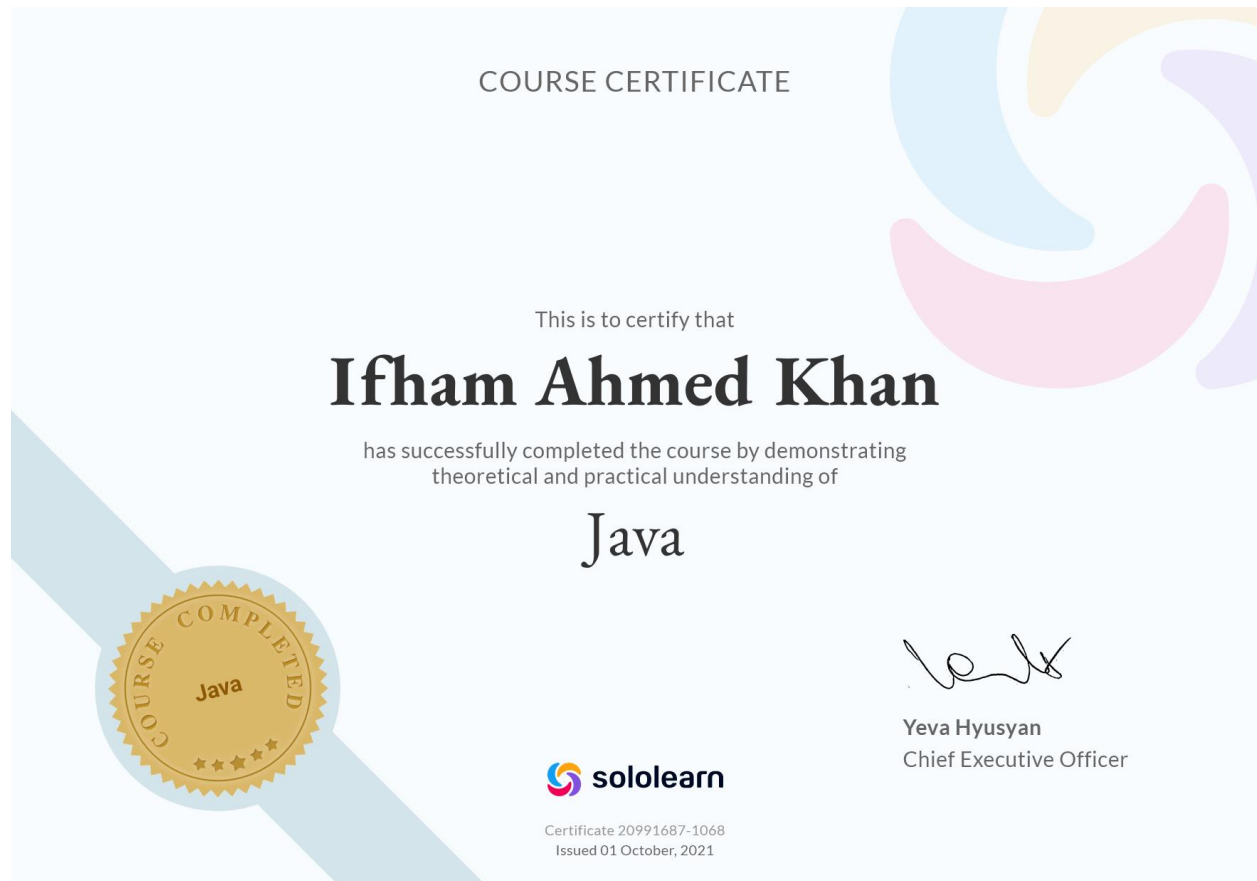 COURSE CERTIFICATE
This is to certify that
Ifham Ahmed Khan
has successfully completed the course by demonstrating
theoretical and practical understanding of
Java
COURSE COMPLETED
Java
Yeva Hyusyan
Chief Executive Officer
sololearn
Certificate 20991687-1068
Issued 01 October, 2021